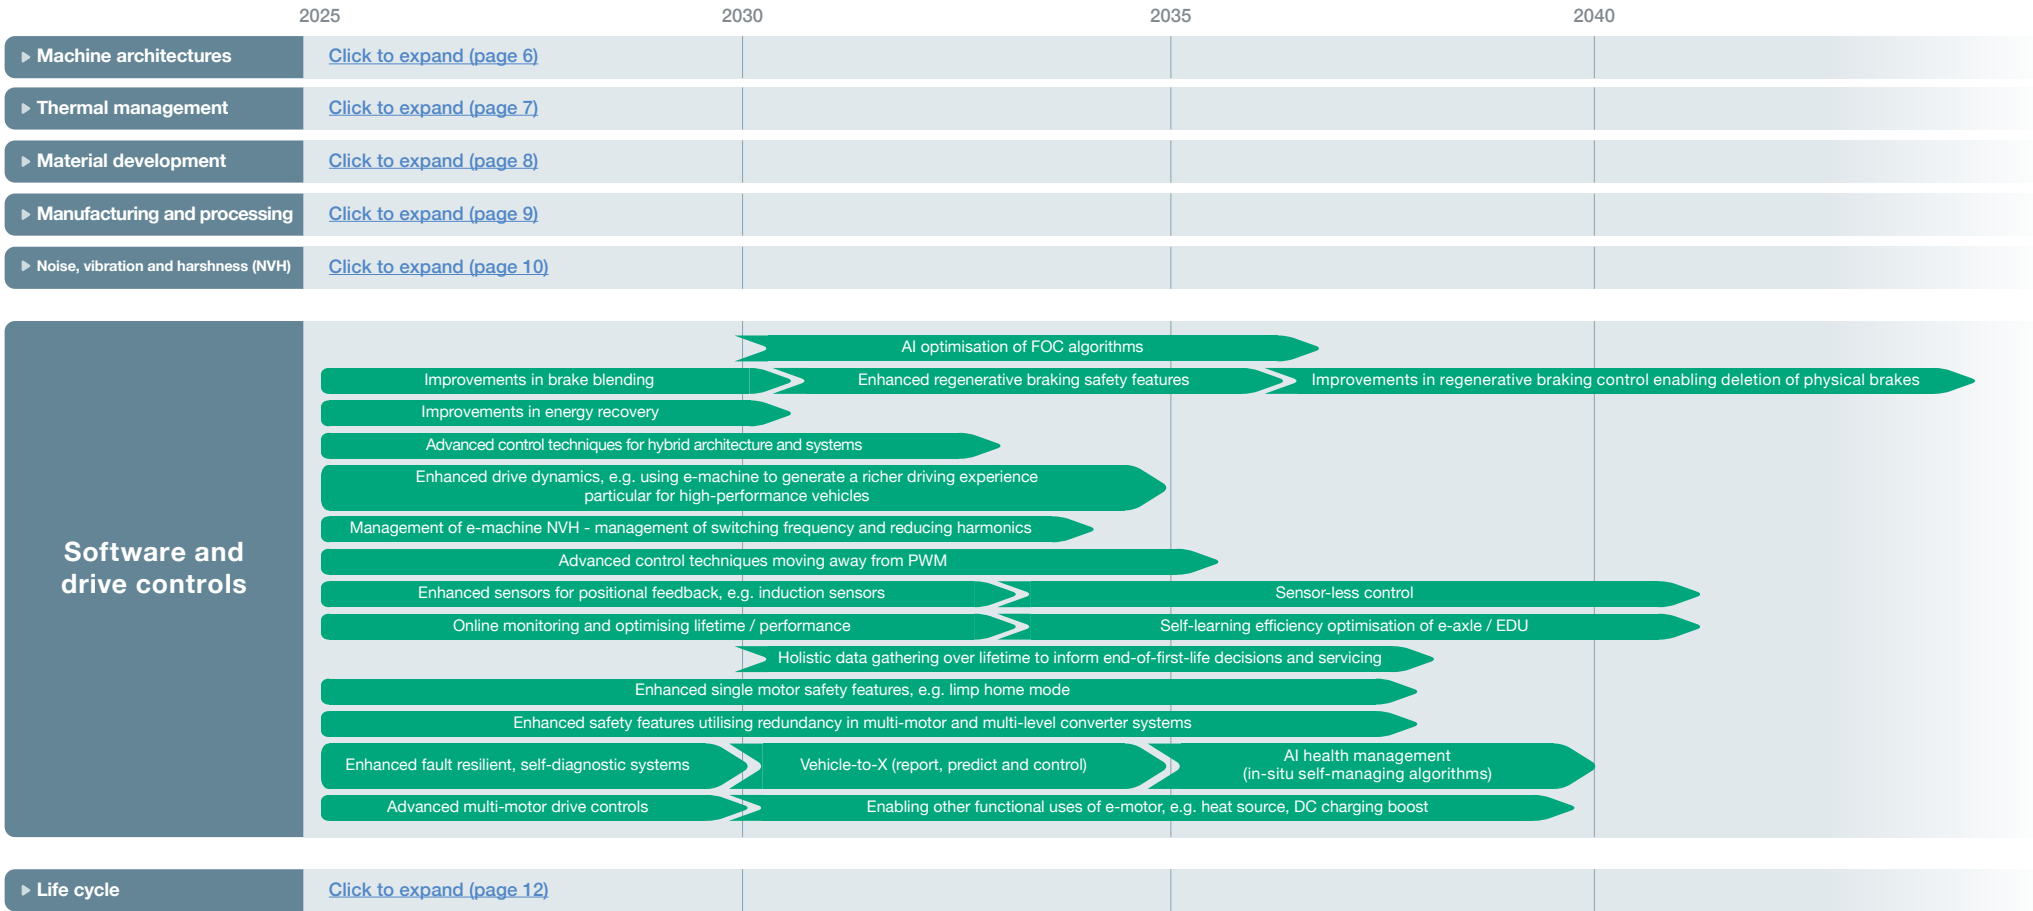 2025 2030 2035 2040
Machine architectures Click to expand (page 6)
Thermal management Click to expand (page 7)
Material development Click to expand (page 8)
Manufacturing and processing Click to expand (page 9)
Noise, vibration and harshness (NVH) Click to expand (page 10)
Software and
drive controls
AI optimisation of FOC algorithms
Improvements in brake blending Enhanced regenerative braking safety features Improvements in regenerative braking control enabling deletion of physical brakes
Improvements in energy recovery
Advanced control techniques for hybrid architecture and systems
Enhanced drive dynamics, e.g. using e-machine to generate a richer driving experience
particular for high-performance vehicles
Management of e-machine NVH - management of switching frequency and reducing harmonics
Advanced control techniques moving away from PWM
Enhanced sensors for positional feedback, e.g. induction sensors Sensor-less control
Online monitoring and optimising lifetime / performance Self-learning efficiency optimisation of e-axle / EDU
Holistic data gathering over lifetime to inform end-of-first-life decisions and servicing
Enhanced single motor safety features, e.g. limp home mode
Enhanced safety features utilising redundancy in multi-motor and multi-level converter systems
Enhanced fault resilient, self-diagnostic systems Vehicle-to-X (report, predict and control) AI health management
(in-situ self-managing algorithms)
Advanced multi-motor drive controls Enabling other functional uses of e-motor, e.g. heat source, DC charging boost
Life cycle Click to expand (page 12)